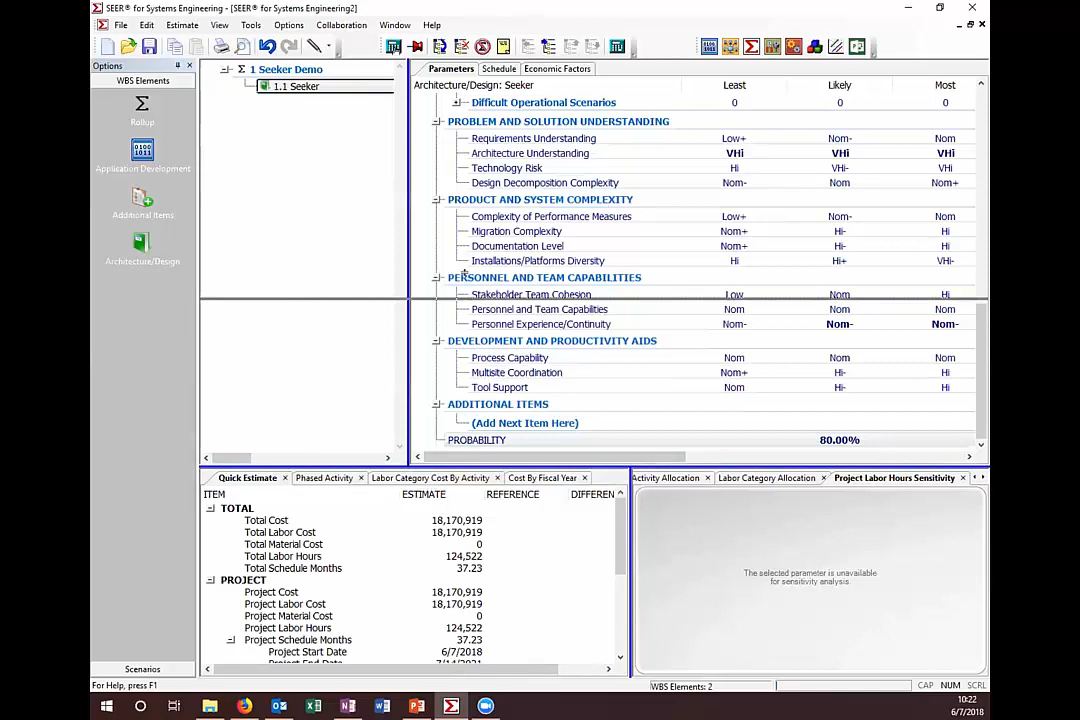 SEER® for Systems Engineering - [SEER® for Systems Engineering2]
File Edit Estimate View Tools Options Collaboration Window Help
Options
WBS Elements
Rollup
0100
1011
Application Development
Additional Items
Architecture/Design
Scenarios
Σ 1 Seeker Demo
1.1 Seeker
Parameters Schedule Economic Factors
Architecture/Design: Seeker Least Likely Most
Difficult Operational Scenarios 0 0 0
PROBLEM AND SOLUTION UNDERSTANDING
Requirements Understanding Low+ Nom- Nom
Architecture Understanding VHi VHi VHi
Technology Risk Hi VHi- VHi
Design Decomposition Complexity Nom- Nom Nom+
PRODUCT AND SYSTEM COMPLEXITY
Complexity of Performance Measures Low+ Nom- Nom
Migration Complexity Nom+ Hi- Hi
Documentation Level Nom+ Hi- Hi
Installations/Platforms Diversity Hi Hi+ VHi-
PERSONNEL AND TEAM CAPABILITIES
Stakeholder Team Cohesion Low Nom Hi
Personnel and Team Capabilities Nom Nom Nom
Personnel Experience/Continuity Nom- Nom- Nom-
DEVELOPMENT AND PRODUCTIVITY AIDS
Process Capability Nom Nom Nom
Multisite Coordination Nom+ Hi- Hi
Tool Support Nom Hi- Hi
ADDITIONAL ITEMS
(Add Next Item Here)
PROBABILITY 80.00%
Quick Estimate Phased Activity Labor Category Cost By Activity Cost By Fiscal Year
ITEM ESTIMATE REFERENCE DIFFEREN
TOTAL
Total Cost 18,170,919
Total Labor Cost 18,170,919
Total Material Cost 0
Total Labor Hours 124,522
Total Schedule Months 37.23
PROJECT
Project Cost 18,170,919
Project Labor Cost 18,170,919
Project Material Cost 0
Project Labor Hours 124,522
Project Schedule Months 37.23
Project Start Date 6/7/2018
Activity Allocation Labor Category Allocation Project Labor Hours Sensitivity
The selected parameter is unavailable
for sensitivity analysis.
For Help, press F1
WBS Elements: 2
CAP NUM SCRL
10:22
6/7/2018